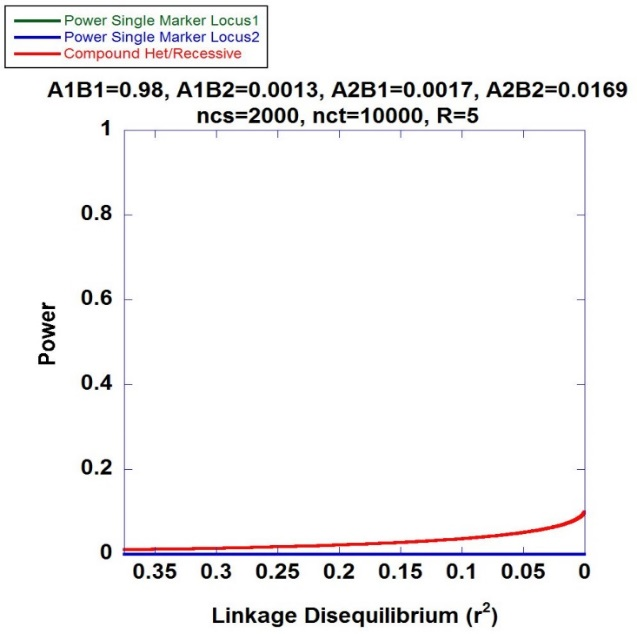 Power Single Marker Locus1
Power Single Marker Locus2
Compound Het/Recessive
A1B1=0.98, A1B2=0.0013, A2B1=0.0017, A2B2=0.0169
ncs=2000, nct=10000, R=5
1
0.8
0.6
0.4
0.2
0
Power
0.35 0.3 0.25 0.2 0.15 0.1 0.05 0
Linkage Disequilibrium (r²)